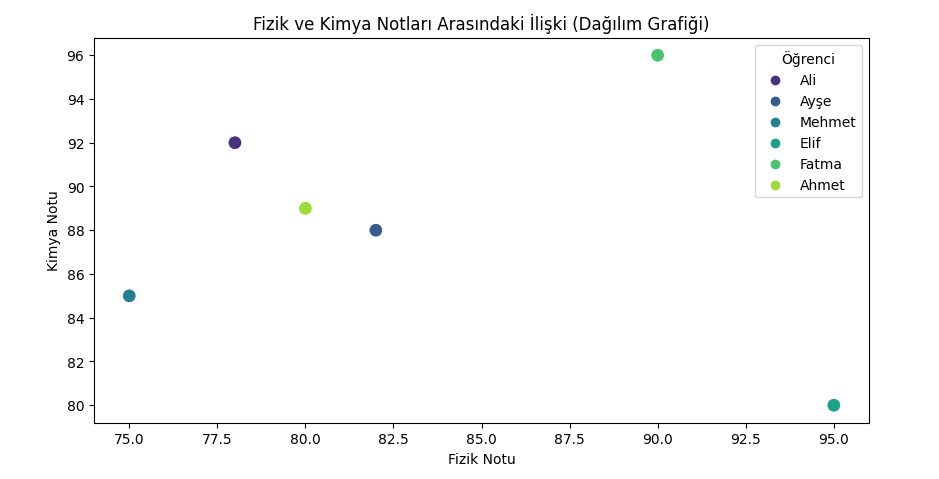 Fizik ve Kimya Notları Arasındaki İlişki (Dağılım Grafiği)
Kimya Notu
96
94
92
90
88
86
84
82
80
Öğrenci
Ali
Ayşe
Mehmet
Elif
Fatma
Ahmet
75.0 77.5 80.0 82.5 85.0 87.5 90.0 92.5 95.0
Fizik Notu